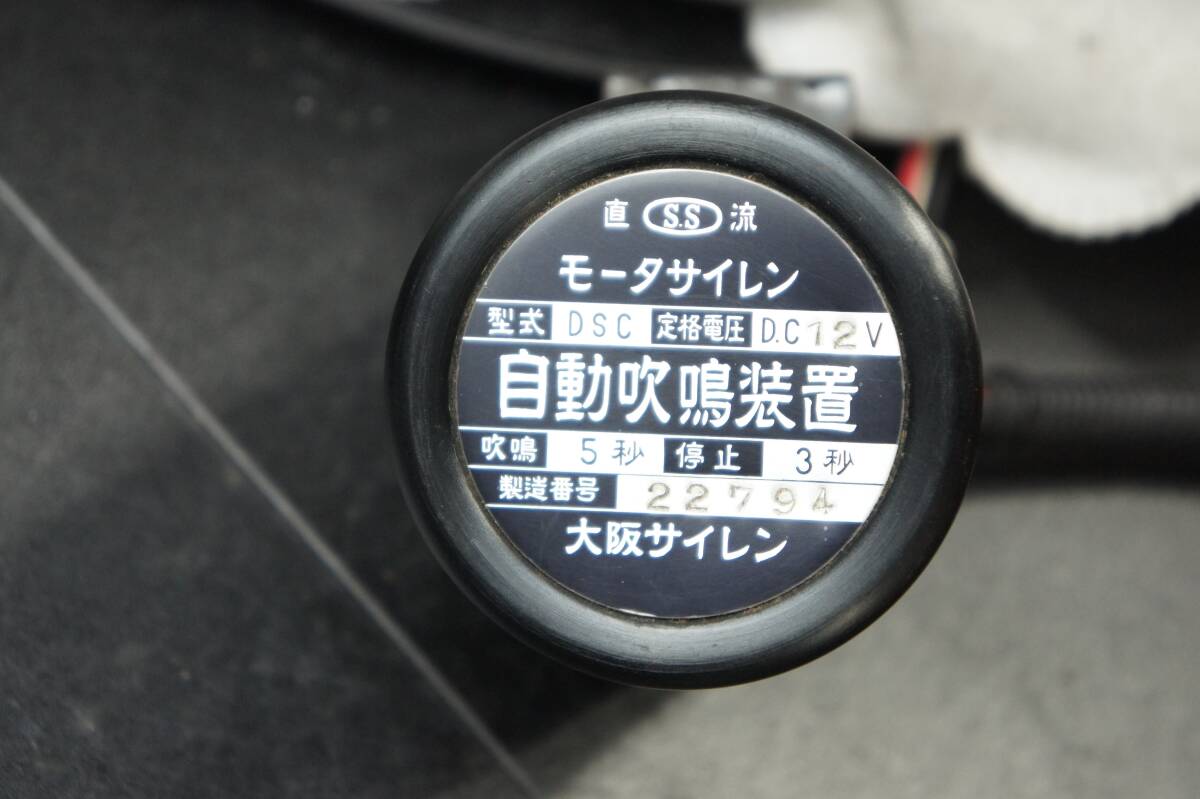 直 S.S 流
モータサイレン
型式 DSC 定格電圧 D.C12V
自動吹鳴装置
吹鳴 5秒 停止 3秒
製造番号 22794
大阪サイレン